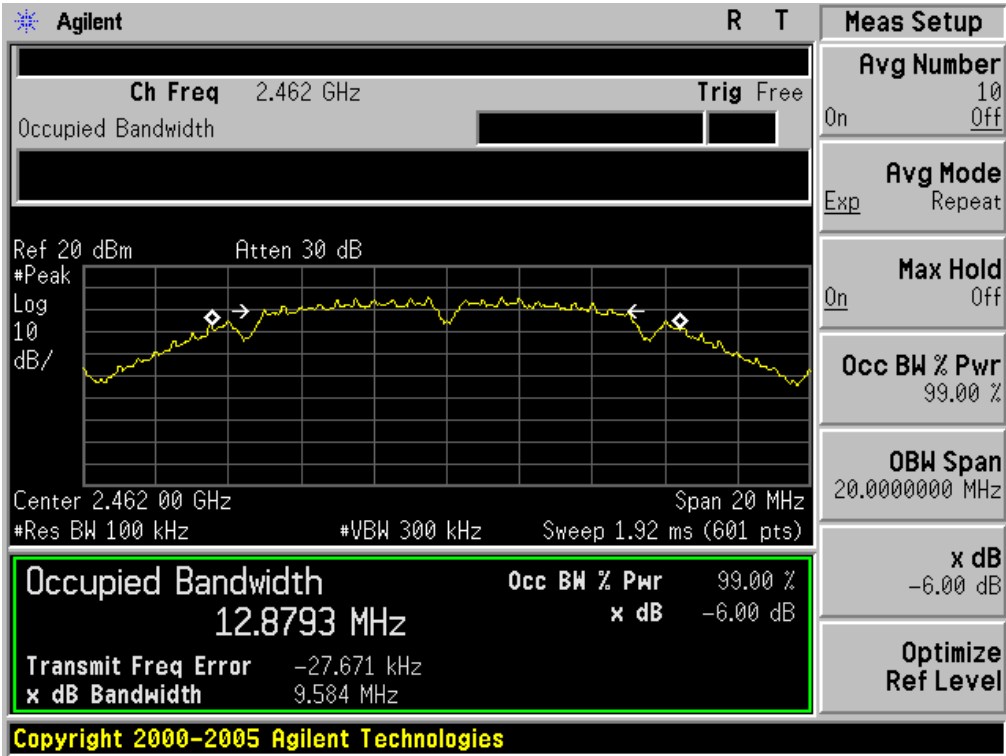 Agilent R T
Ch Freq 2.462 GHz Trig Free
Occupied Bandwidth
Ref 20 dBm Atten 30 dB
#Peak
Log
10
dB/
Center 2.462 00 GHz Span 20 MHz
#Res BW 100 kHz #VBW 300 kHz Sweep 1.92 ms (601 pts)
Occupied Bandwidth Occ BW % Pwr 99.00 %
12.8793 MHz x dB -6.00 dB
Transmit Freq Error -27.671 kHz
x dB Bandwidth 9.584 MHz
Copyright 2000-2005 Agilent Technologies
Meas Setup
Avg Number
10
On Off
Avg Mode
Exp Repeat
Max Hold
On Off
Occ BW % Pwr
99.00 %
OBW Span
20.0000000 MHz
x dB
-6.00 dB
Optimize
Ref Level